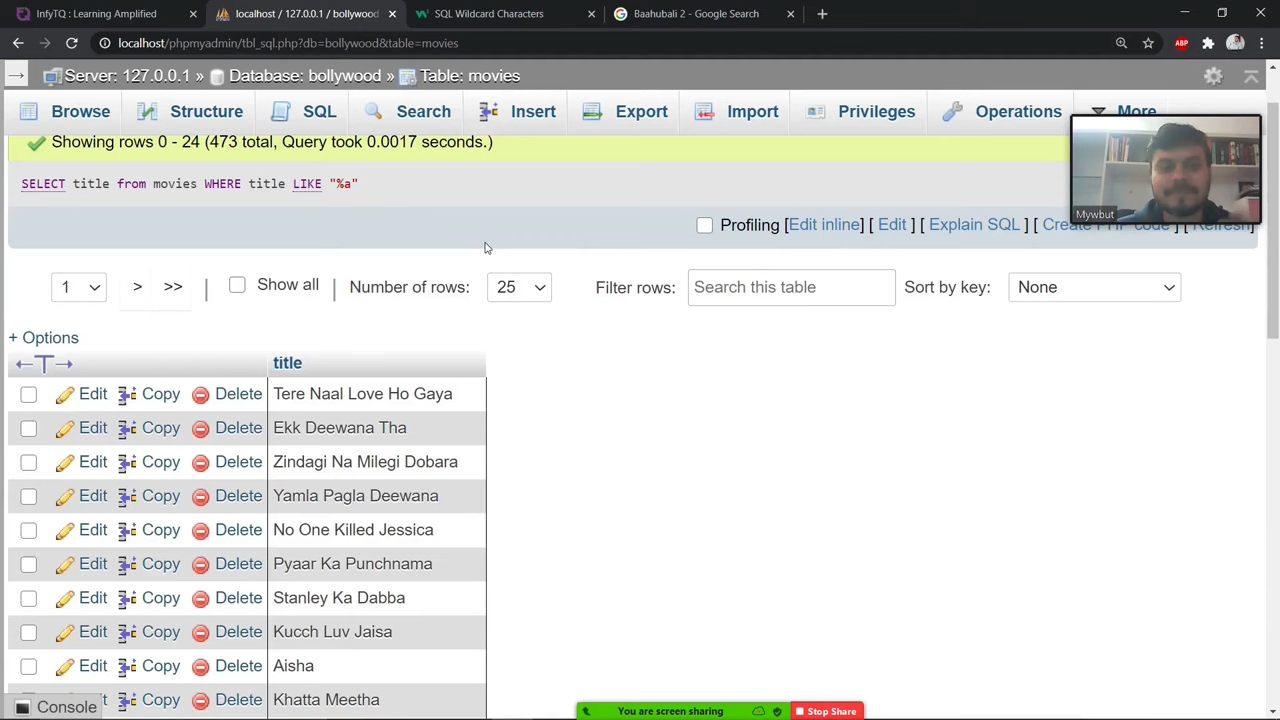 InfyTQ : Learning Amplified
localhost / 127.0.0.1 / bollywood
SQL Wildcard Characters
Baahubali 2 - Google Search
localhost/phpmyadmin/tbl_sql.php?db=bollywood&table=movies
ABP
Server: 127.0.0.1 » Database: bollywood » Table: movies
Browse Structure SQL Search Insert Export Import Privileges Operations More
Showing rows 0 - 24 (473 total, Query took 0.0017 seconds.)
SELECT title from movies WHERE title LIKE "%a"
Mywbut
Profiling [Edit inline] [ Edit ] [ Explain SQL ] [ Create PHP code ] [ Refresh]
1 > >> | Show all | Number of rows: 25 Filter rows: Search this table Sort by key: None
+ Options
←T→ title
Edit Copy Delete Tere Naal Love Ho Gaya
Edit Copy Delete Ekk Deewana Tha
Edit Copy Delete Zindagi Na Milegi Dobara
Edit Copy Delete Yamla Pagla Deewana
Edit Copy Delete No One Killed Jessica
Edit Copy Delete Pyaar Ka Punchnama
Edit Copy Delete Stanley Ka Dabba
Edit Copy Delete Kucch Luv Jaisa
Edit Copy Delete Aisha
Copy Delete Khatta Meetha
Console
You are screen sharing
Stop Share